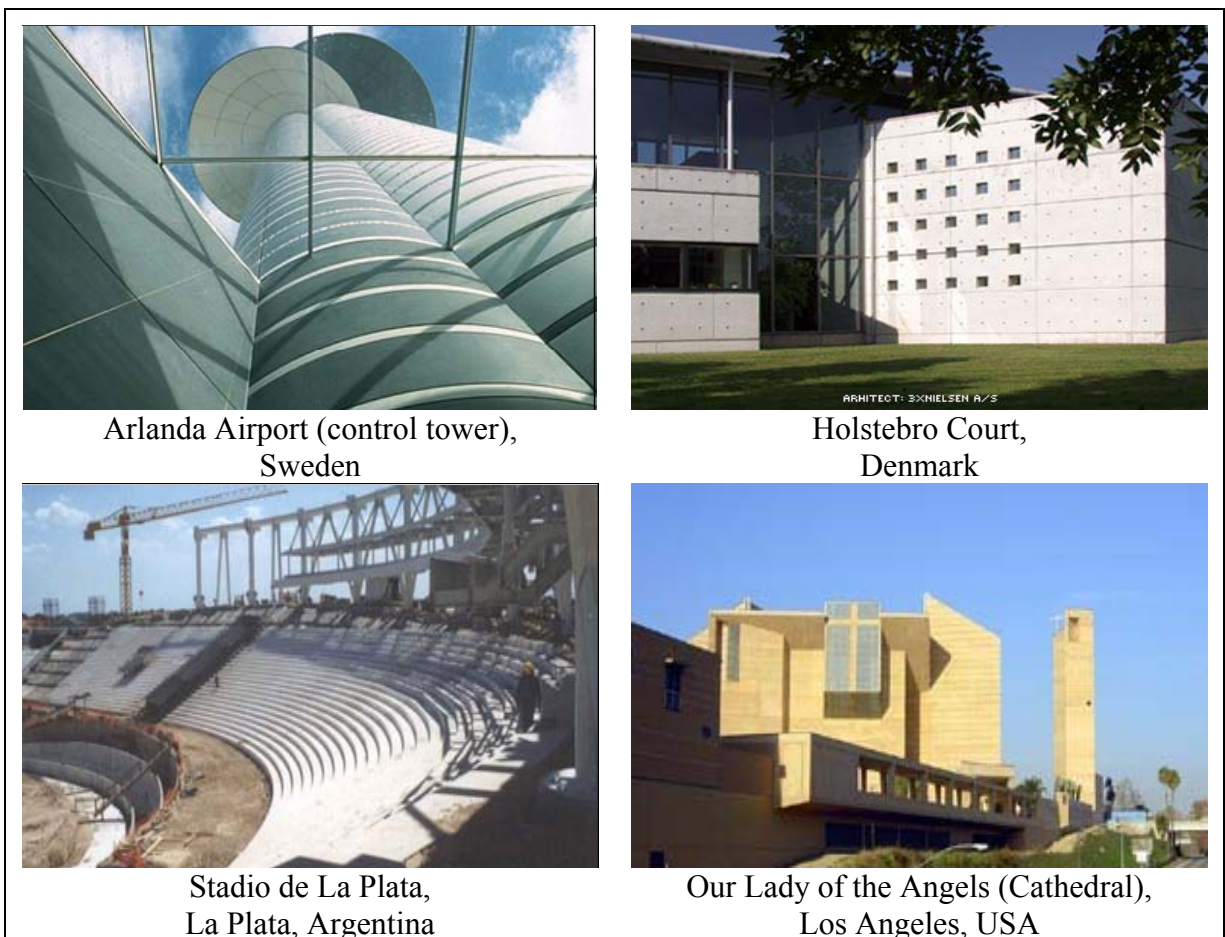 Arlanda Airport (control tower),
Sweden
ARHITECT: 3XNIELSEN A/S
Holstebro Court,
Denmark
Stadio de La Plata,
La Plata, Argentina
Our Lady of the Angels (Cathedral),
Los Angeles, USA